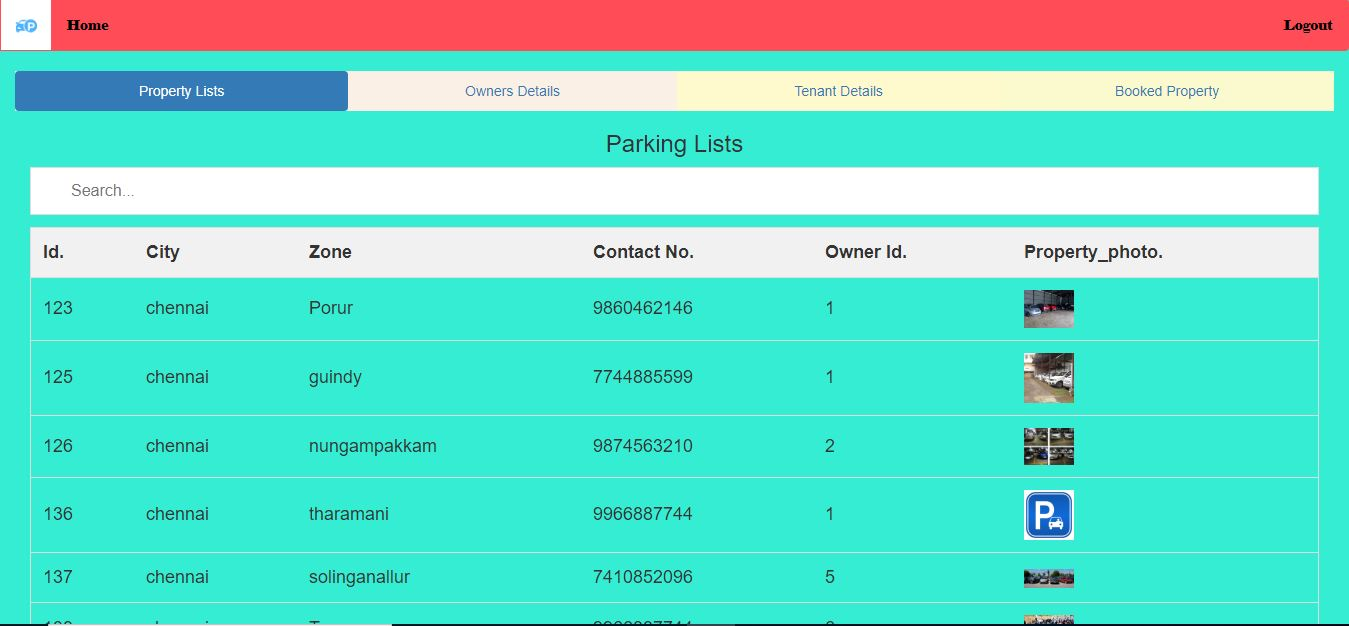 Home Logout
Property Lists Owners Details Tenant Details Booked Property
Parking Lists
Search...
Id. City Zone Contact No. Owner Id. Property_photo.
123 chennai Porur 9860462146 1
125 chennai guindy 7744885599 1
126 chennai nungampakkam 9874563210 2
136 chennai tharamani 9966887744 1
P
137 chennai solinganallur 7410852096 5